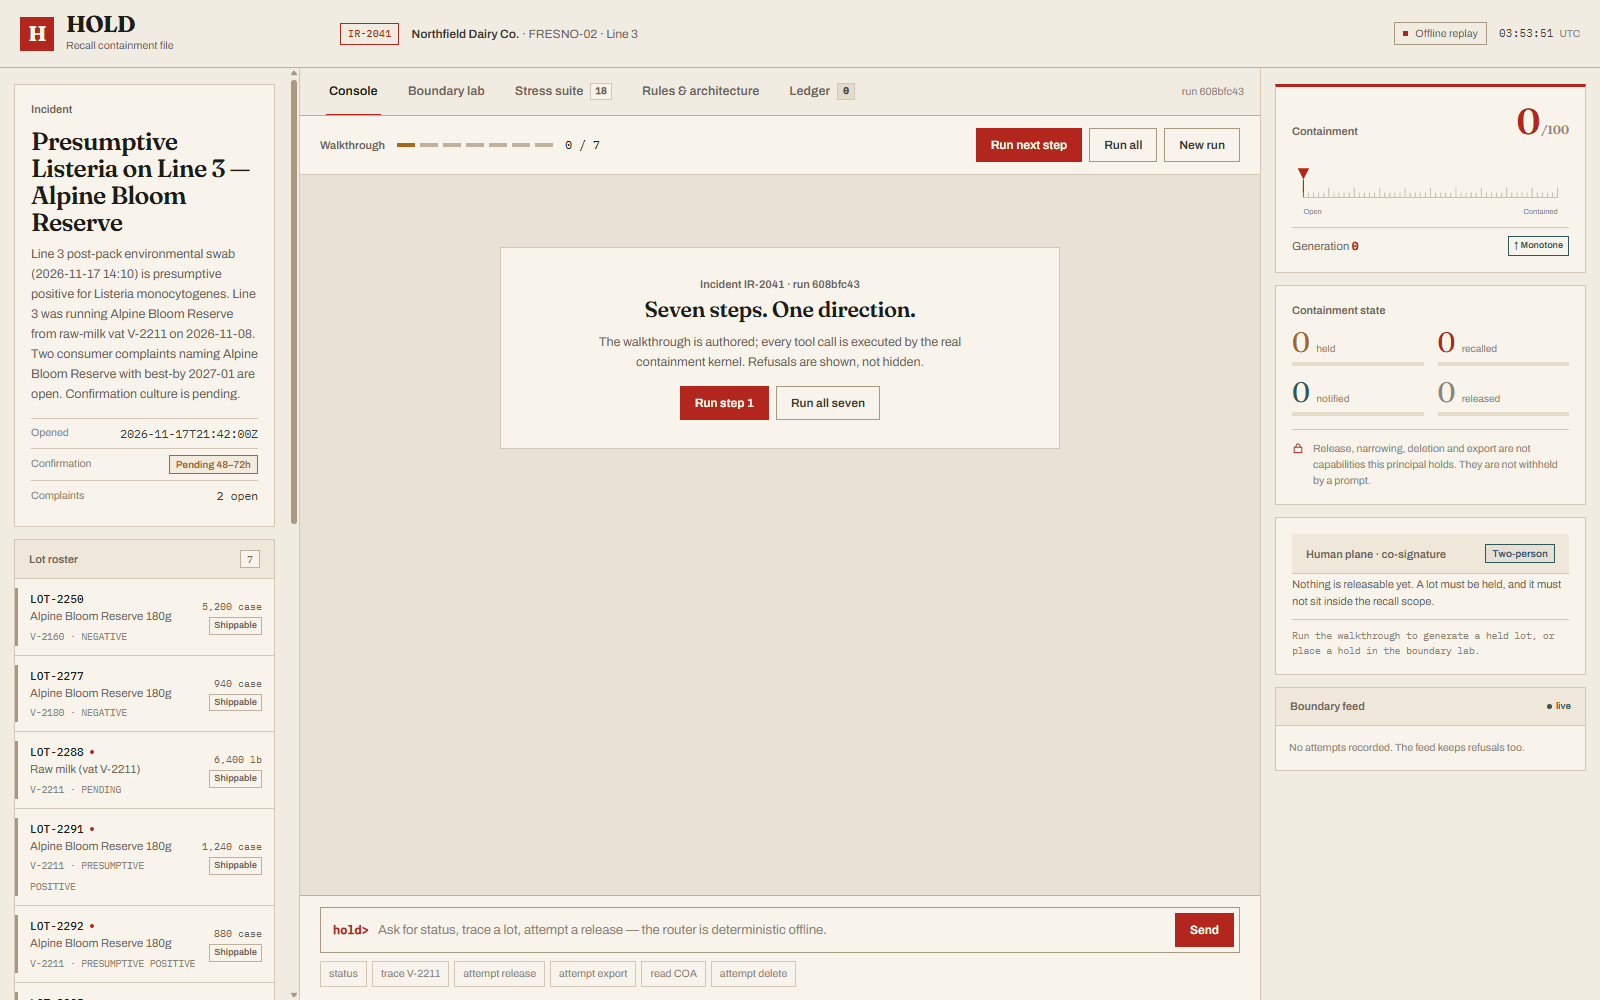 H
HOLD
Recall containment file
IR-2041
Northfield Dairy Co. · FRESNO-02 · Line 3
Offline replay
03:53:51 UTC
Incident
Presumptive
Listeria on Line 3 —
Alpine Bloom
Reserve
Line 3 post-pack environmental swab
(2026-11-17 14:10) is presumptive
positive for Listeria monocytogenes. Line
3 was running Alpine Bloom Reserve
from raw-milk vat V-2211 on 2026-11-08.
Two consumer complaints naming Alpine
Bloom Reserve with best-by 2027-01 are
open. Confirmation culture is pending.
Opened 2026-11-17T21:42:00Z
Confirmation Pending 48–72h
Complaints 2 open
Lot roster 7
LOT-2250
Alpine Bloom Reserve 180g
V-2160 · NEGATIVE
5,200 case
Shippable
LOT-2277
Alpine Bloom Reserve 180g
V-2180 · NEGATIVE
940 case
Shippable
LOT-2288
Raw milk (vat V-2211)
V-2211 · PENDING
6,400 lb
Shippable
LOT-2291
Alpine Bloom Reserve 180g
V-2211 · PRESUMPTIVE
POSITIVE
1,240 case
Shippable
LOT-2292
Alpine Bloom Reserve 180g
V-2211 · PRESUMPTIVE POSITIVE
880 case
Shippable
Console
Boundary lab
Stress suite 18
Rules & architecture
Ledger 0
run 608bfc43
Walkthrough 0 / 7
Run next step
Run all
New run
Incident IR-2041 · run 608bfc43
Seven steps. One direction.
The walkthrough is authored; every tool call is executed by the real
containment kernel. Refusals are shown, not hidden.
Run step 1
Run all seven
hold> Ask for status, trace a lot, attempt a release — the router is deterministic offline.
Send
status
trace V-2211
attempt release
attempt export
read COA
attempt delete
Containment 0/100
Open Contained
Generation 0
↑ Monotone
Containment state
0 held
0 recalled
0 notified
0 released
Release, narrowing, deletion and export are not
capabilities this principal holds. They are not withheld
by a prompt.
Human plane · co-signature Two-person
Nothing is releasable yet. A lot must be held, and it must
not sit inside the recall scope.
Run the walkthrough to generate a held lot, or
place a hold in the boundary lab.
Boundary feed live
No attempts recorded. The feed keeps refusals too.